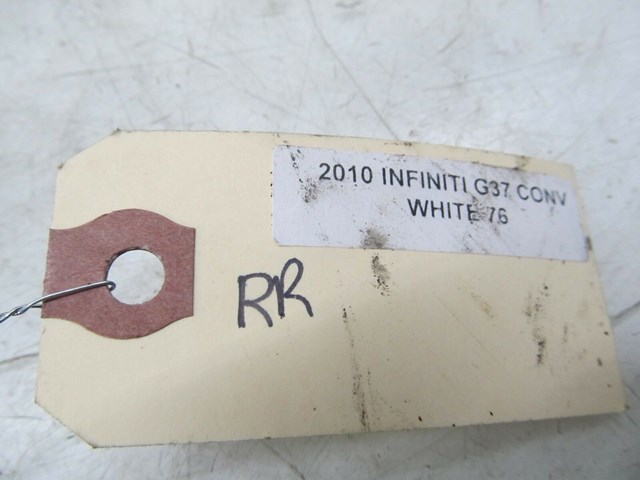 2010 INFINITI G37 CONV
WHITE 76
RR